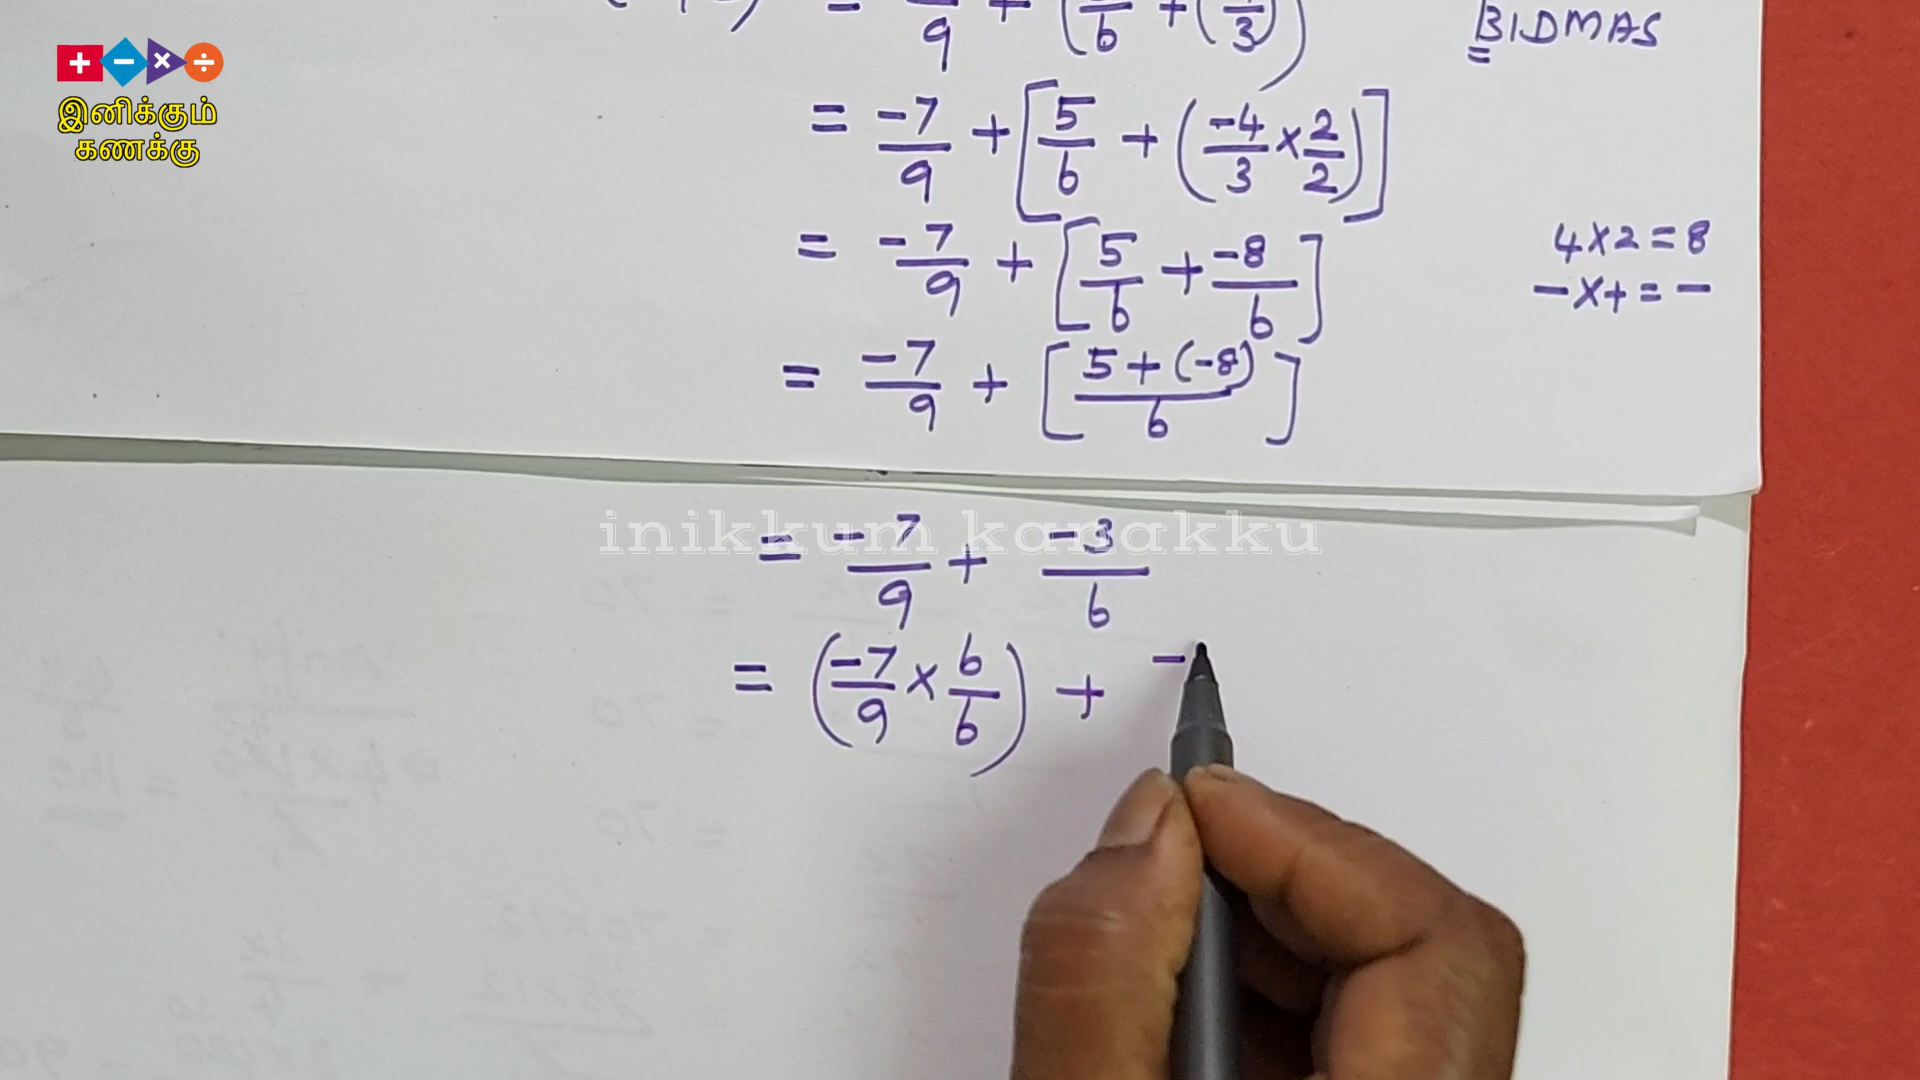 + - × ÷
இனிக்கும்
கணக்கு
BIDMAS
= -7/9 + [5/6 + (-4/3 × 2/2)]
= -7/9 + [5/6 + -8/6]
4×2=8
-×+=-
= -7/9 + [5+(-8)/6]
inikkum kanakku
= -7/9 + -3/6
= (-7/9 × 6/6) + -